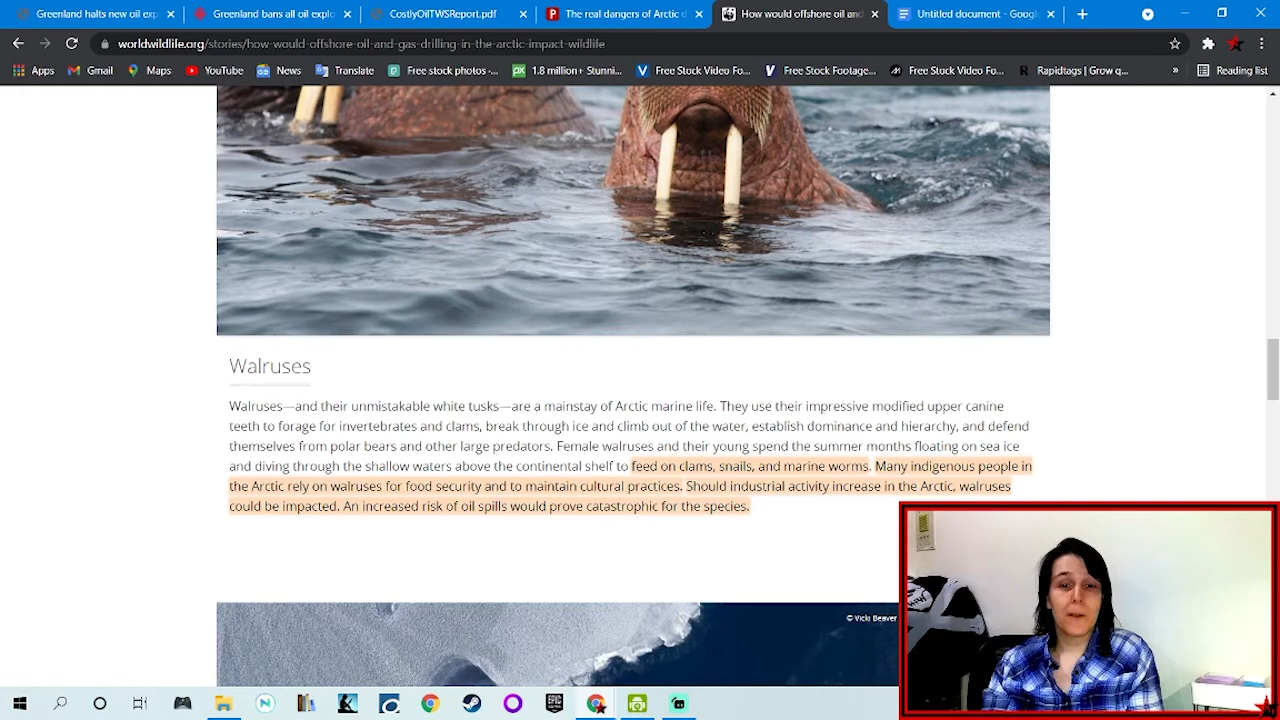 Greenland halts new oil exp
Greenland bans all oil explo
CostlyOilTWSReport.pdf
The real dangers of Arctic d
How would offshore oil and
Untitled document - Google
worldwildlife.org/stories/how-would-offshore-oil-and-gas-drilling-in-the-arctic-impact-wildlife
Apps
Gmail
Maps
YouTube
News
Translate
Free stock photos -...
1.8 million+ Stunni...
Free Stock Video Fo...
Free Stock Footage...
Free Stock Video Fo...
Rapidtags | Grow q...
»
Reading list
Walruses
Walruses—and their unmistakable white tusks—are a mainstay of Arctic marine life. They use their impressive modified upper canine
teeth to forage for invertebrates and clams, break through ice and climb out of the water, establish dominance and hierarchy, and defend
themselves from polar bears and other large predators. Female walruses and their young spend the summer months floating on sea ice
and diving through the shallow waters above the continental shelf to feed on clams, snails, and marine worms. Many indigenous people in
the Arctic rely on walruses for food security and to maintain cultural practices. Should industrial activity increase in the Arctic, walruses
could be impacted. An increased risk of oil spills would prove catastrophic for the species.
© Vicki Beaver